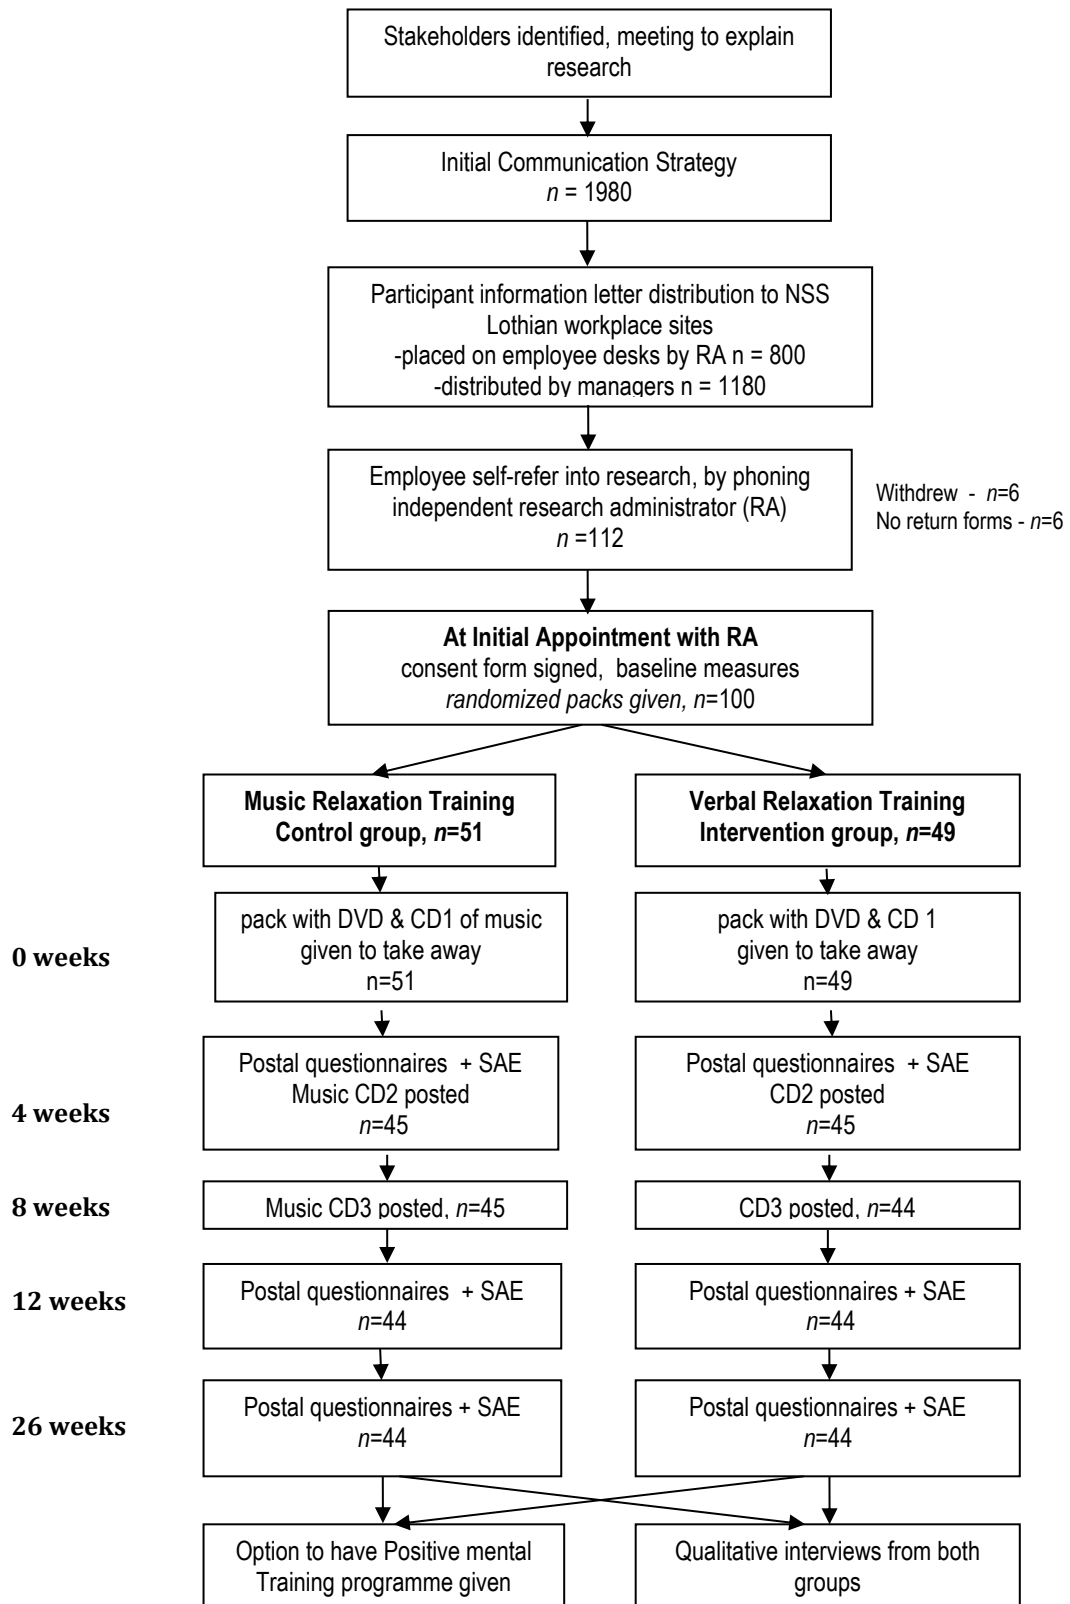 Stakeholders identified, meeting to explain
research
Initial Communication Strategy
n = 1980
Participant information letter distribution to NSS
Lothian workplace sites
-placed on employee desks by RA n = 800
-distributed by managers n = 1180
Employee self-refer into research, by phoning
independent research administrator (RA)
n =112
Withdrew - n=6
No return forms - n=6
At Initial Appointment with RA
consent form signed, baseline measures
randomized packs given, n=100
Music Relaxation Training
Control group, n=51
Verbal Relaxation Training
Intervention group, n=49
0 weeks
pack with DVD & CD1 of music
given to take away
n=51
pack with DVD & CD 1
given to take away
n=49
4 weeks
Postal questionnaires + SAE
Music CD2 posted
n=45
Postal questionnaires + SAE
CD2 posted
n=45
8 weeks
Music CD3 posted, n=45
CD3 posted, n=44
12 weeks
Postal questionnaires + SAE
n=44
Postal questionnaires + SAE
n=44
26 weeks
Postal questionnaires + SAE
n=44
Postal questionnaires + SAE
n=44
Option to have Positive mental
Training programme given
Qualitative interviews from both
groups